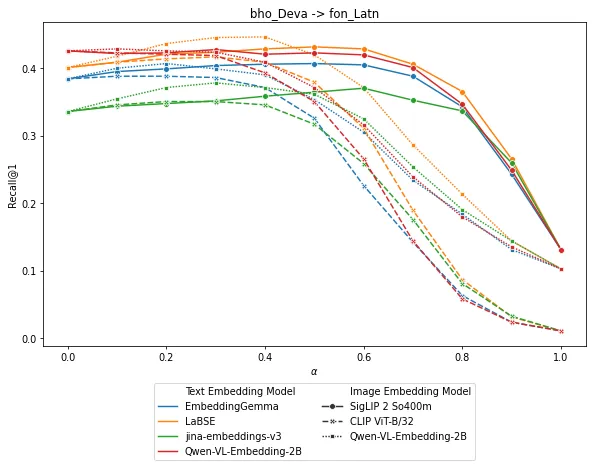 bho_Deva -> fon_Latn
Recall@1
0.4
0.3
0.2
0.1
0.0
0.0 0.2 0.4 0.6 0.8 1.0
α
Text Embedding Model Image Embedding Model
EmbeddingGemma SigLIP 2 So400m
LaBSE CLIP ViT-B/32
jina-embeddings-v3 Qwen-VL-Embedding-2B
Qwen-VL-Embedding-2B